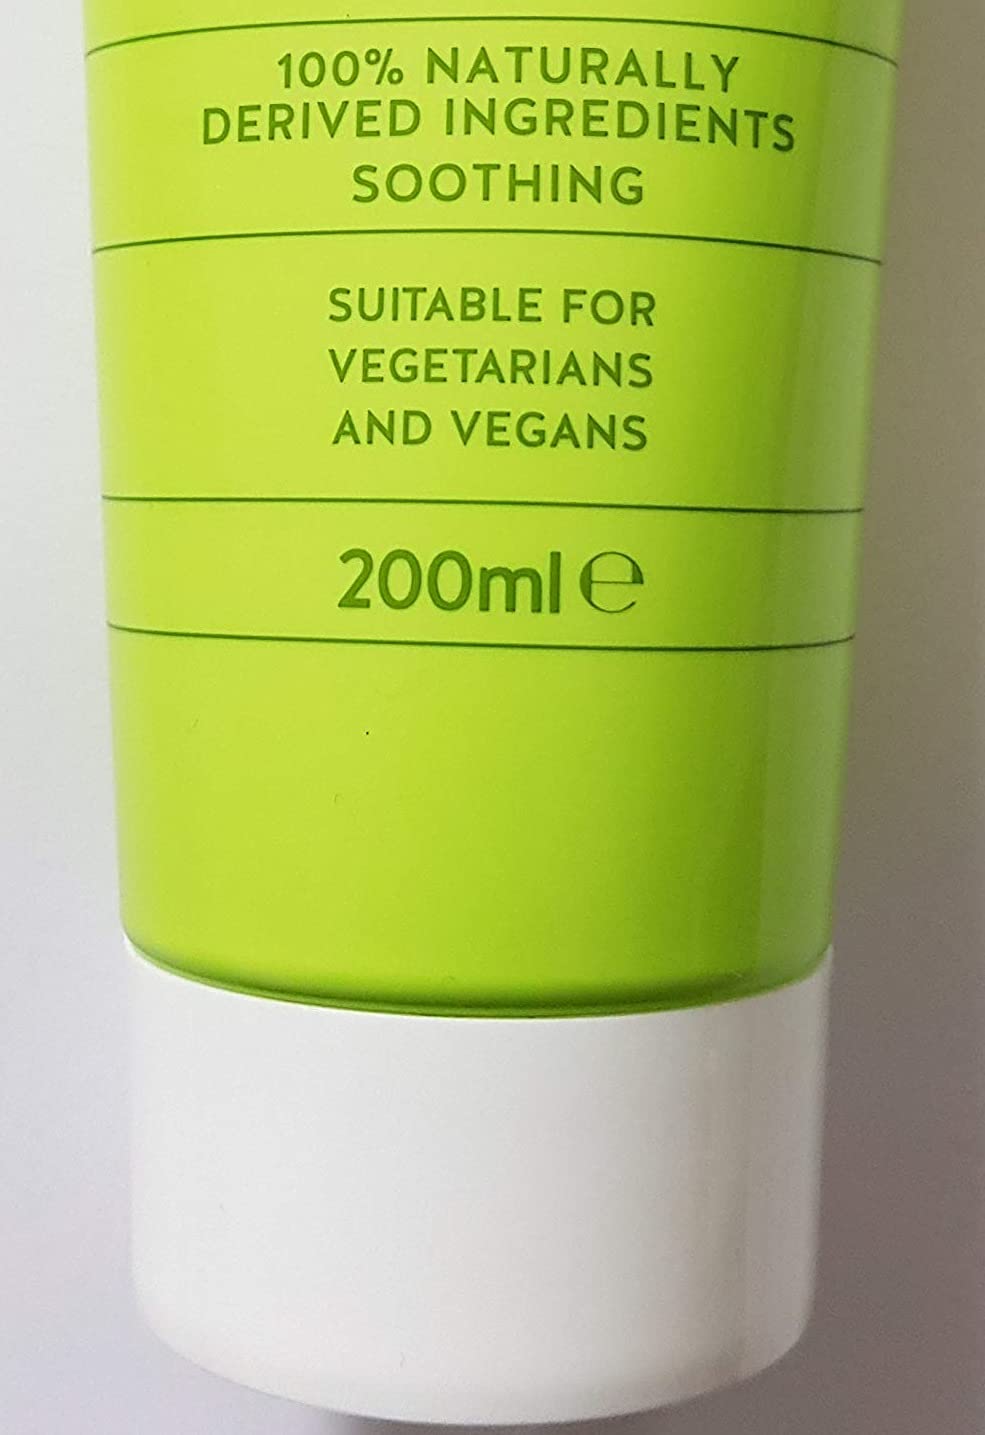 100% NATURALLY
DERIVED INGREDIENTS
SOOTHING
SUITABLE FOR
VEGETARIANS
AND VEGANS
200ml ℮